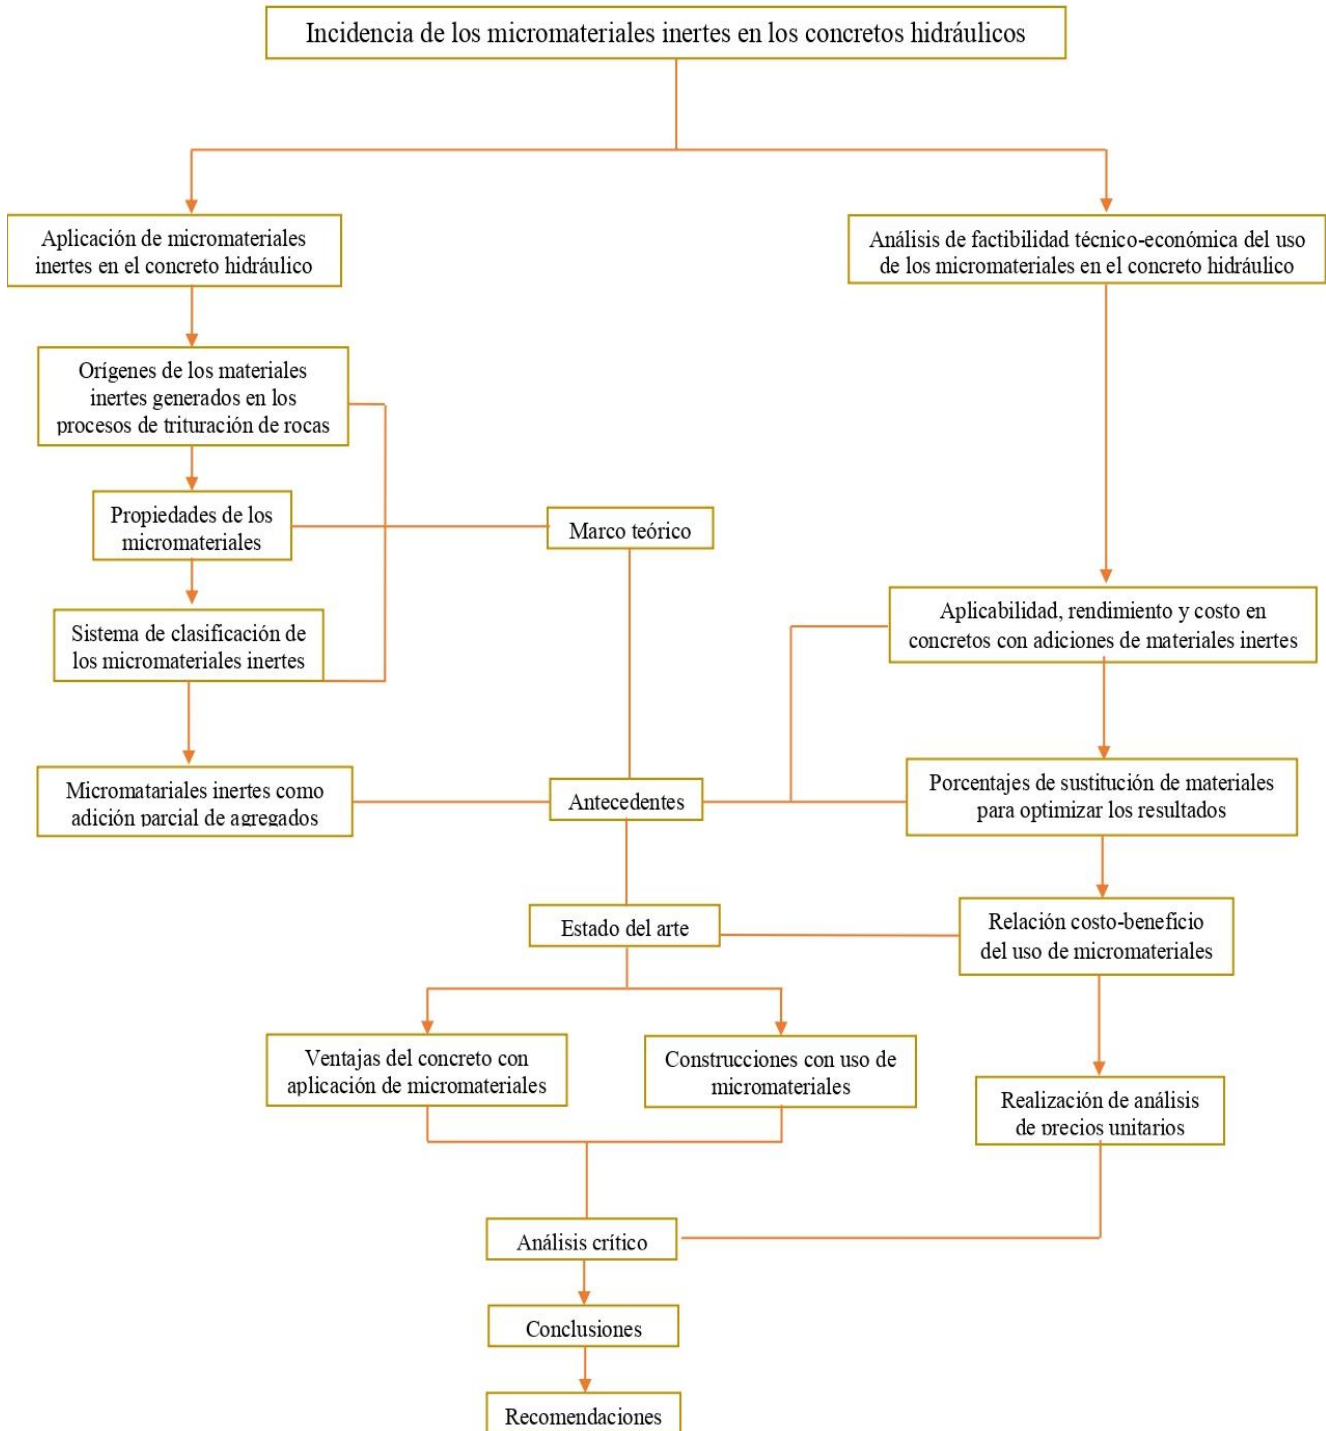 Incidencia de los micromateriales inertes en los concretos hidráulicos
Aplicación de micromateriales
inertes en el concreto hidráulico
Análisis de factibilidad técnico-económica del uso
de los micromateriales en el concreto hidráulico
Orígenes de los materiales
inertes generados en los
procesos de trituración de rocas
Propiedades de los
micromateriales
Marco teórico
Sistema de clasificación de
los micromateriales inertes
Aplicabilidad, rendimiento y costo en
concretos con adiciones de materiales inertes
Micromatariales inertes como
adición parcial de agregados
Antecedentes
Porcentajes de sustitución de materiales
para optimizar los resultados
Estado del arte
Relación costo-beneficio
del uso de micromateriales
Ventajas del concreto con
aplicación de micromateriales
Construcciones con uso de
micromateriales
Realización de análisis
de precios unitarios
Análisis crítico
Conclusiones
Recomendaciones